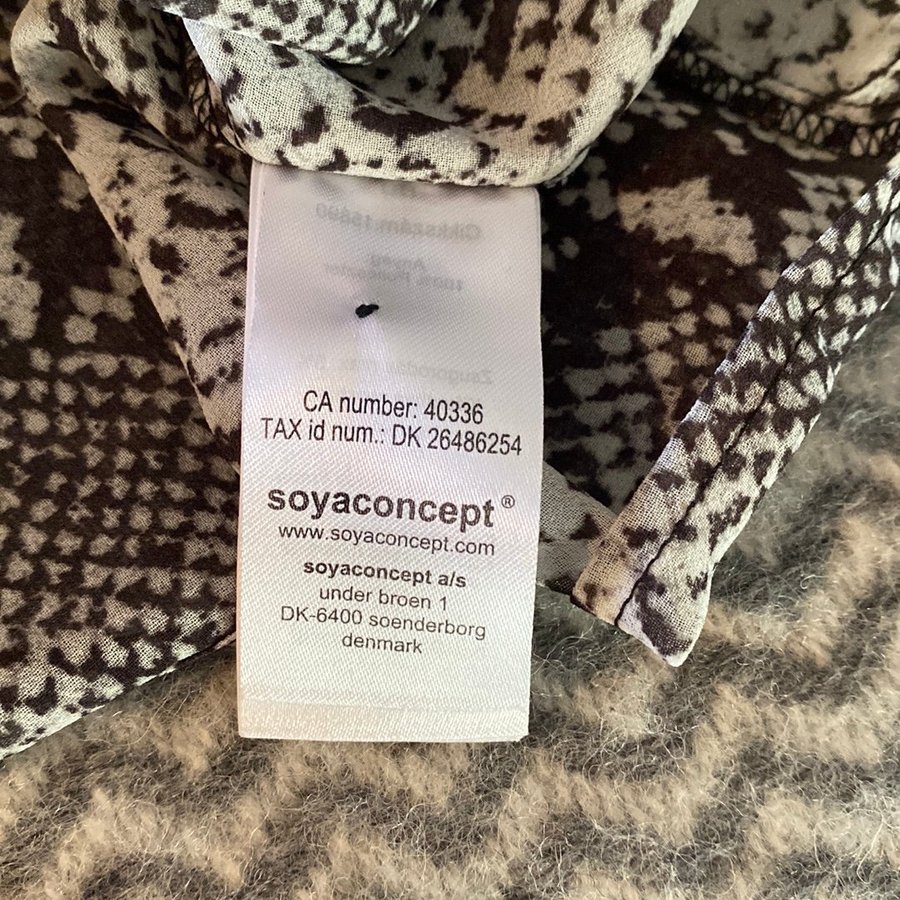 CA number: 40336
TAX id num.: DK 26486254
soyaconcept®
www.soyaconcept.com
soyaconcept a/s
under broen 1
DK-6400 soenderborg
denmark